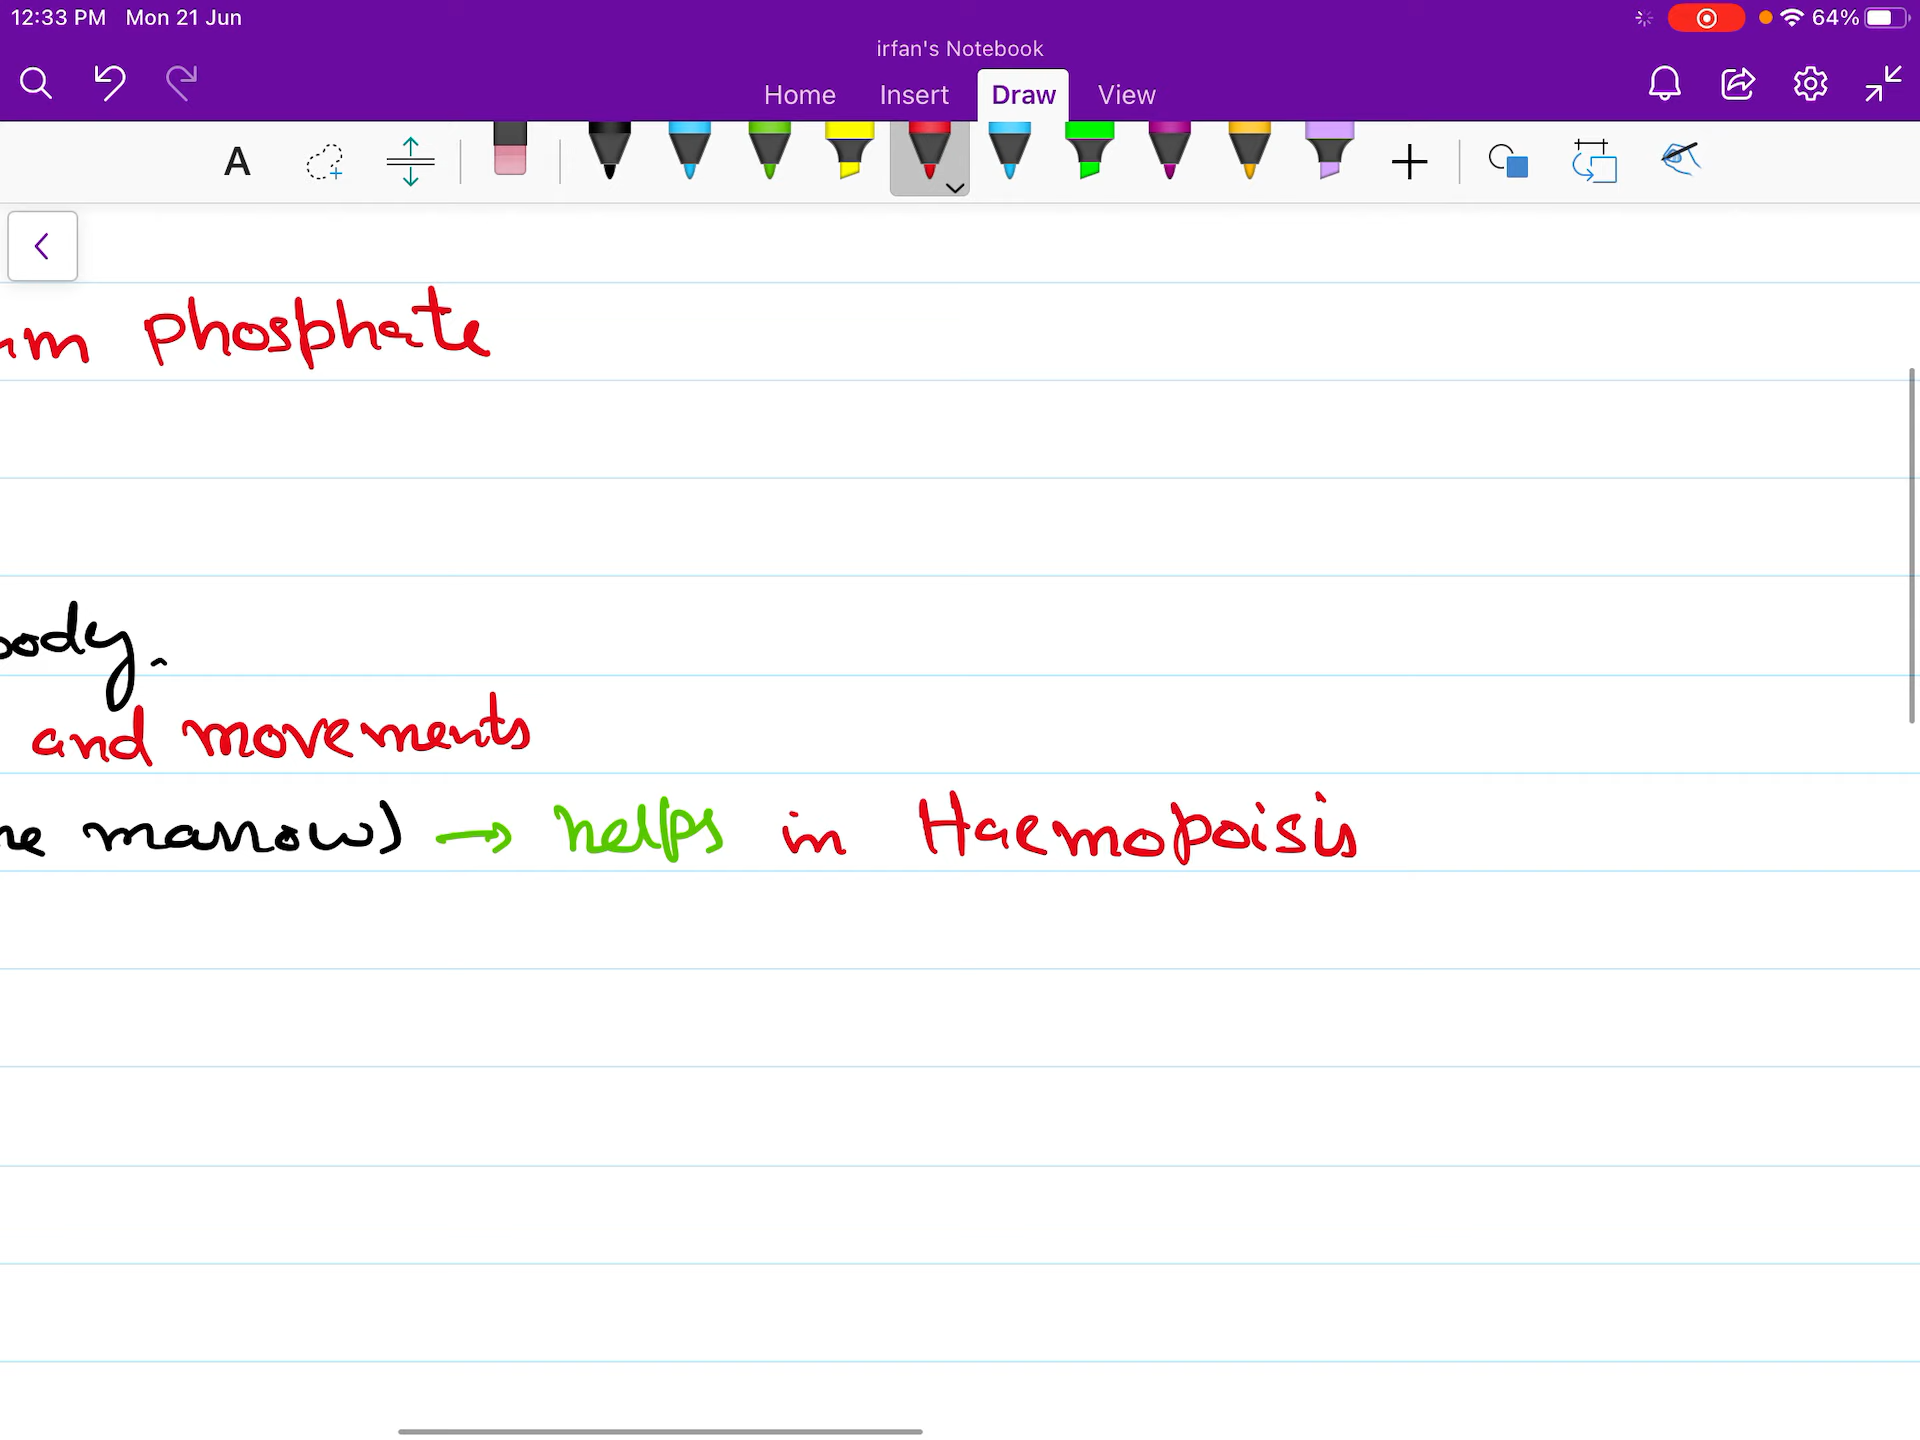 12:33 PM Mon 21 Jun
64%
irfan's Notebook
Home Insert Draw View
A
phosphate
body.
and movements
marrow) → helps in Haemopoisis